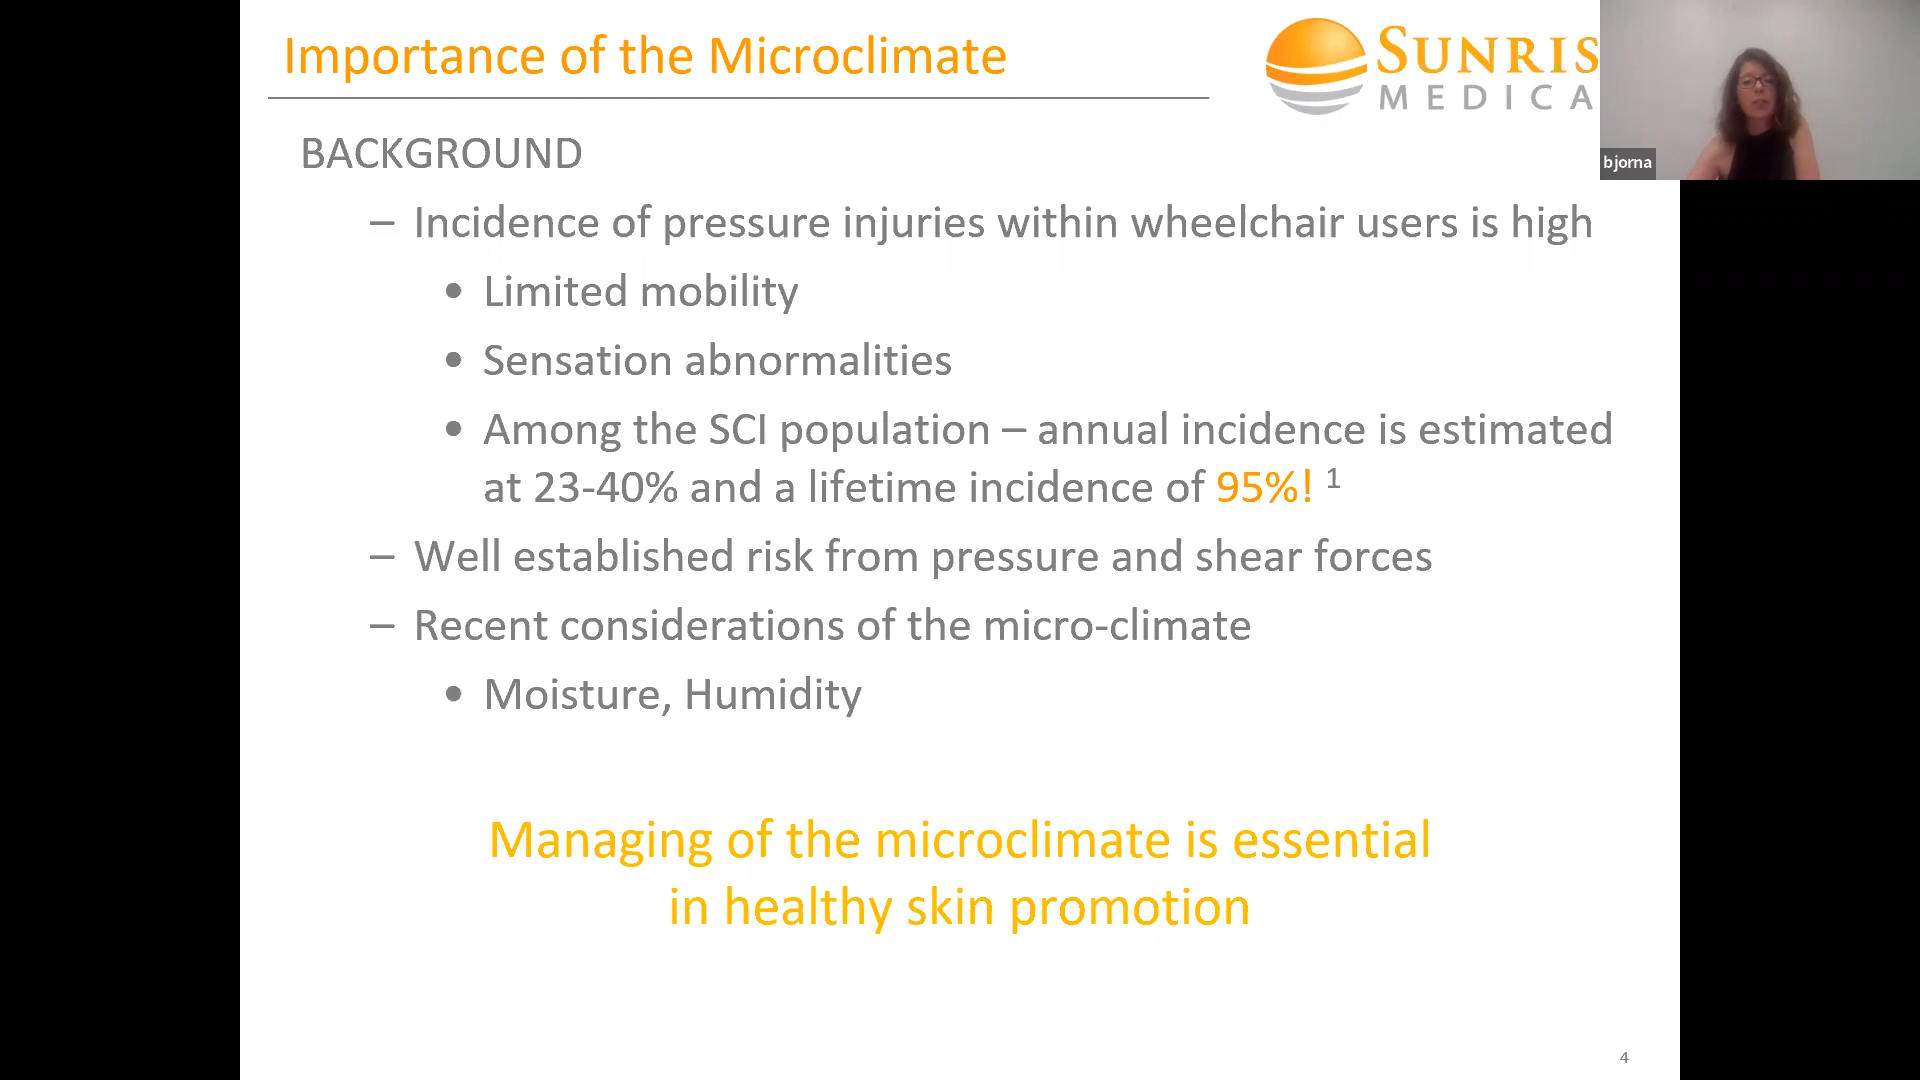 Importance of the Microclimate
SUNRIS
MEDICA
bjorna
BACKGROUND
– Incidence of pressure injuries within wheelchair users is high
• Limited mobility
• Sensation abnormalities
• Among the SCI population – annual incidence is estimated
at 23-40% and a lifetime incidence of 95%! 1
– Well established risk from pressure and shear forces
– Recent considerations of the micro-climate
• Moisture, Humidity
Managing of the microclimate is essential
in healthy skin promotion
4